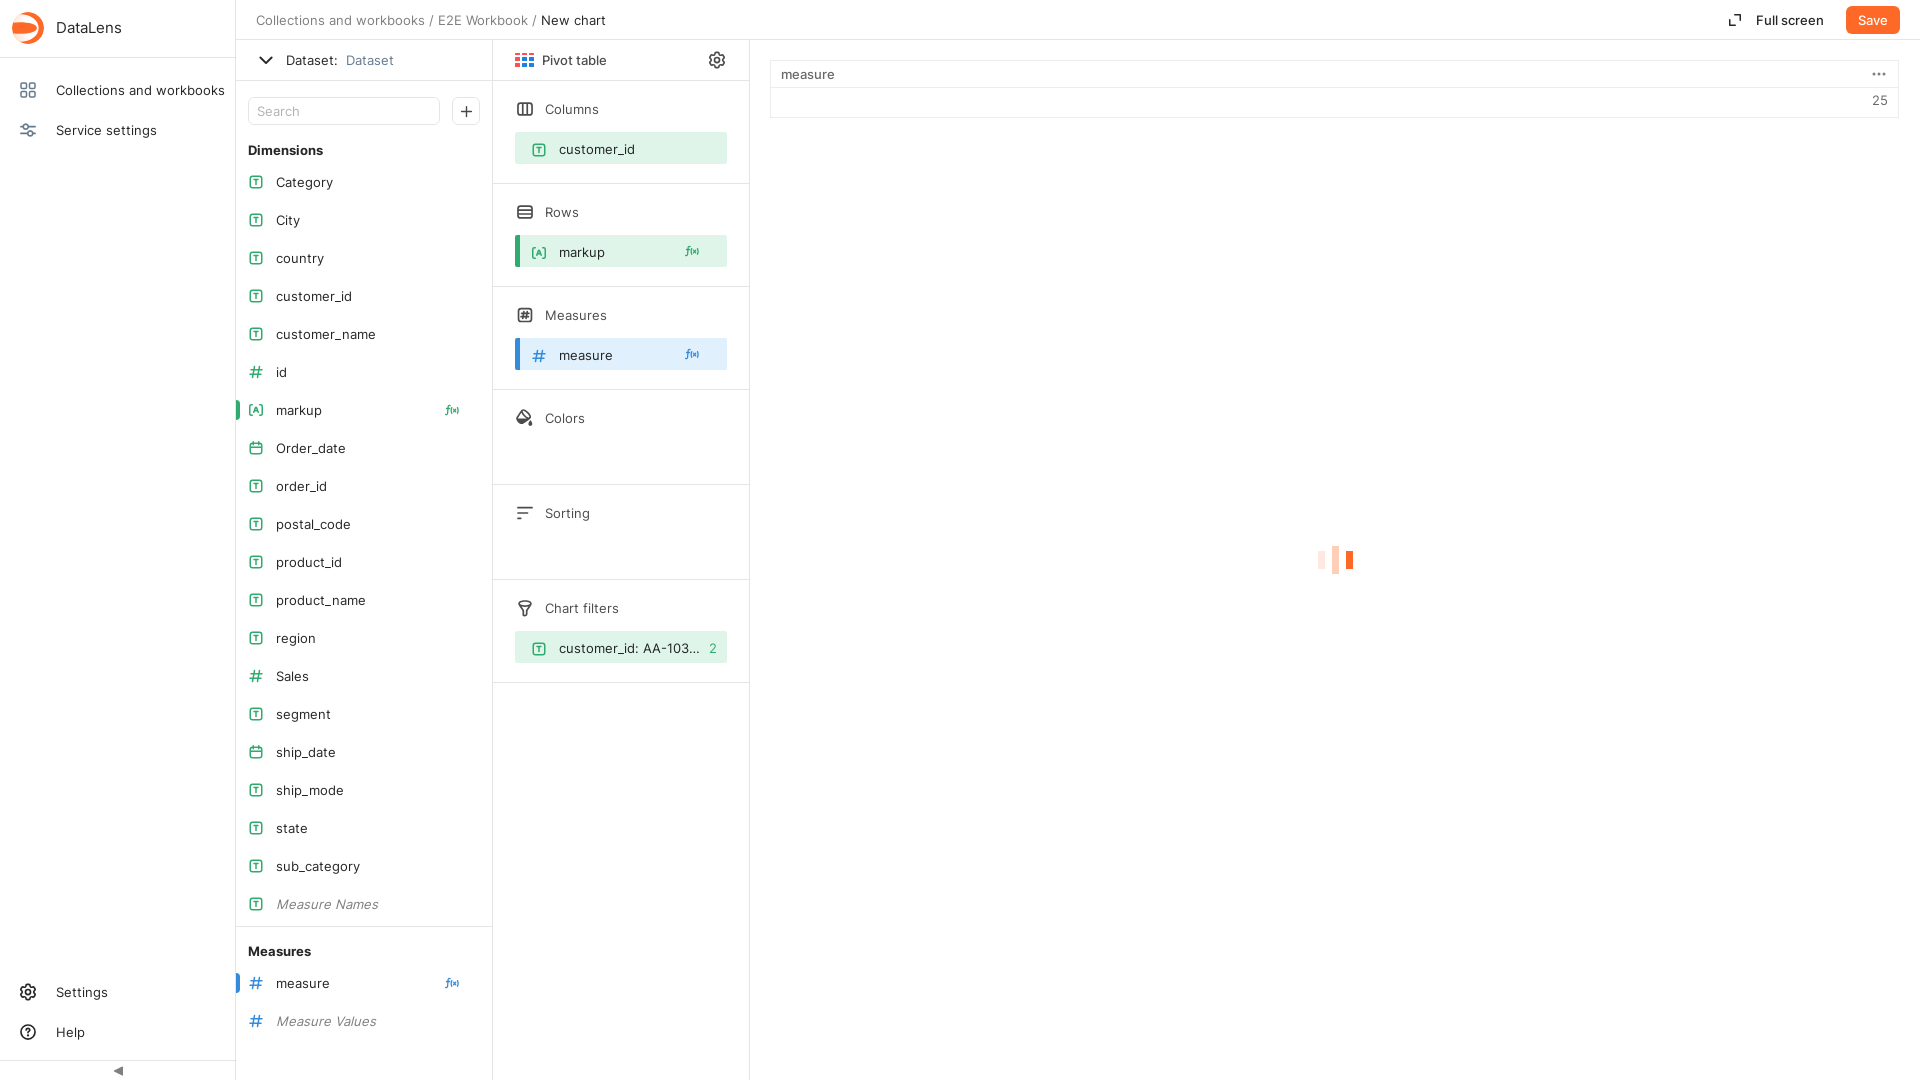 DataLens
Collections and workbooks
Service settings
Settings
Help
Collections and workbooks / E2E Workbook / New chart
Full screen
Save
Dataset: Dataset
Search
Dimensions
Category
City
country
customer_id
customer_name
id
markup
Order_date
order_id
postal_code
product_id
product_name
region
Sales
segment
ship_date
ship_mode
state
sub_category
Measure Names
Measures
measure
Measure Values
Pivot table
Columns
customer_id
Rows
markup
Measures
measure
Colors
Sorting
Chart filters
customer_id: AA-103... 2
measure
25